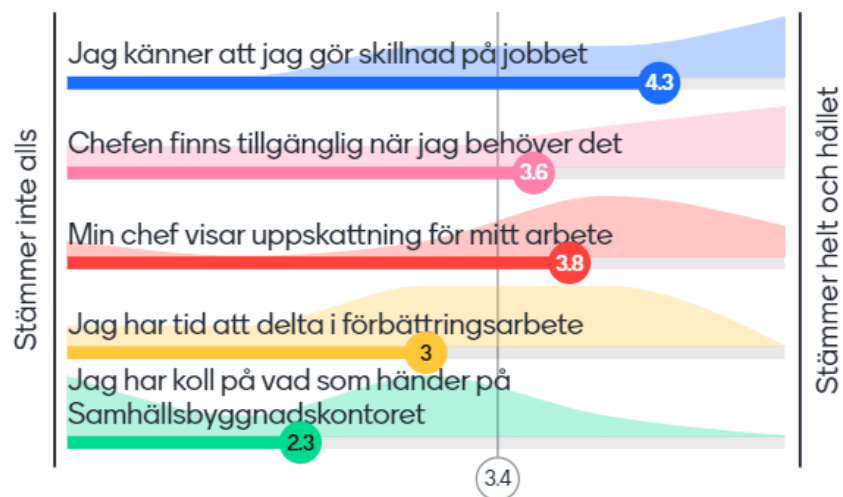 Stämmer inte alls
Jag känner att jag gör skillnad på jobbet
4.3
Chefen finns tillgänglig när jag behöver det
3.6
Min chef visar uppskattning för mitt arbete
3.8
Jag har tid att delta i förbättringsarbete
3
Jag har koll på vad som händer på
Samhällsbyggnadskontoret
2.3
3.4
Stämmer helt och hållet